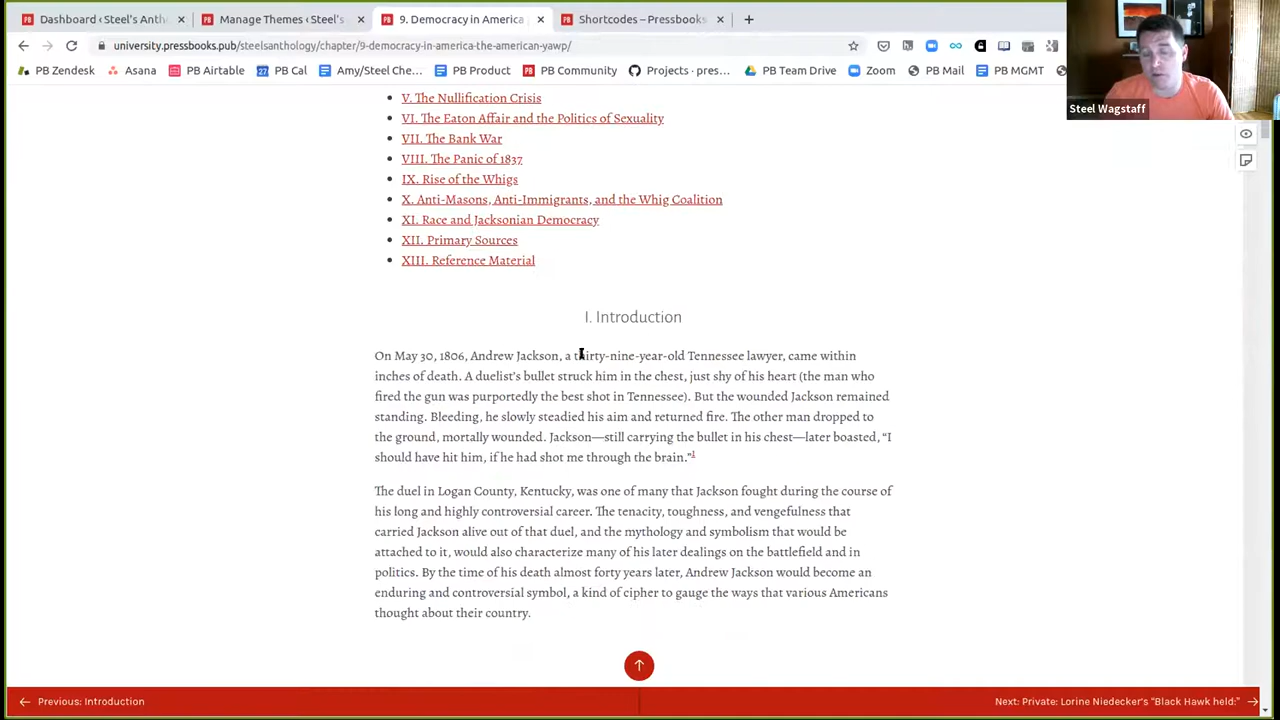 Dashboard ‹ Steel's Anth
Manage Themes ‹ Steel's
9. Democracy in America
Shortcodes – Pressbooks
university.pressbooks.pub/steelsanthology/chapter/9-democracy-in-america-the-american-yawp/
PB Zendesk
Asana
PB Airtable
27 PB Cal
Amy/Steel Che...
PB Product
PB Community
Projects · pres...
PB Team Drive
Zoom
PB Mail
PB MGMT
Steel Wagstaff
V. The Nullification Crisis
VI. The Eaton Affair and the Politics of Sexuality
VII. The Bank War
VIII. The Panic of 1837
IX. Rise of the Whigs
X. Anti-Masons, Anti-Immigrants, and the Whig Coalition
XI. Race and Jacksonian Democracy
XII. Primary Sources
XIII. Reference Material
I. Introduction
On May 30, 1806, Andrew Jackson, a thirty-nine-year-old Tennessee lawyer, came within
inches of death. A duelist's bullet struck him in the chest, just shy of his heart (the man who
fired the gun was purportedly the best shot in Tennessee). But the wounded Jackson remained
standing. Bleeding, he slowly steadied his aim and returned fire. The other man dropped to
the ground, mortally wounded. Jackson—still carrying the bullet in his chest—later boasted, “I
should have hit him, if he had shot me through the brain.”1
The duel in Logan County, Kentucky, was one of many that Jackson fought during the course of
his long and highly controversial career. The tenacity, toughness, and vengefulness that
carried Jackson alive out of that duel, and the mythology and symbolism that would be
attached to it, would also characterize many of his later dealings on the battlefield and in
politics. By the time of his death almost forty years later, Andrew Jackson would become an
enduring and controversial symbol, a kind of cipher to gauge the ways that various Americans
thought about their country.
← Previous: Introduction
Next: Private: Lorine Niedecker's “Black Hawk held:” →